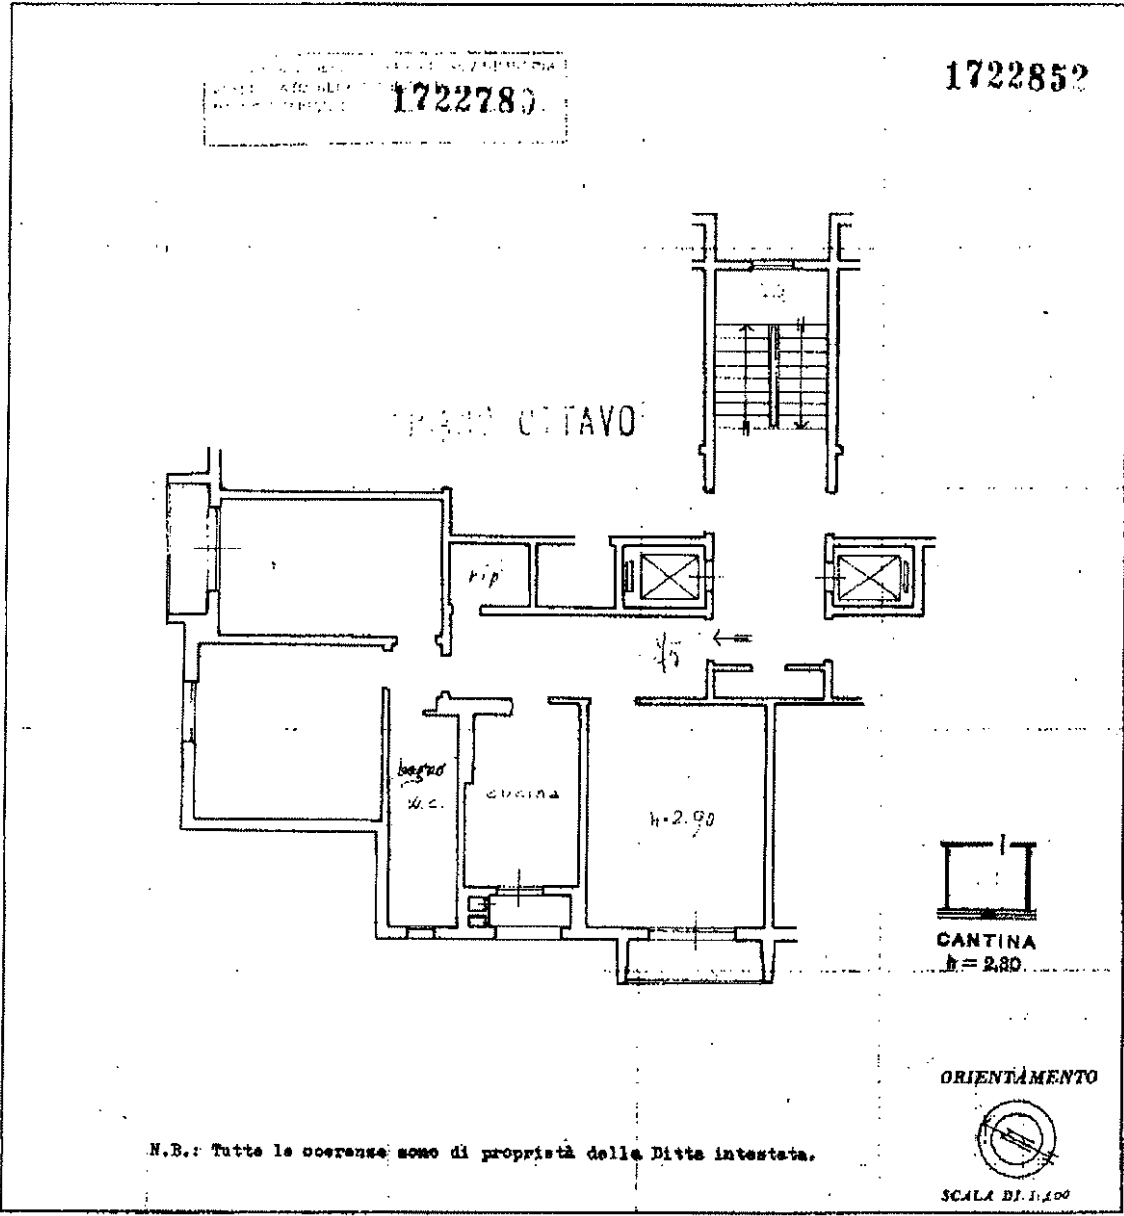 1722852
1722780
PIANO OTTAVO
rip
bagno
w.c.
cucina
h=2.90
CANTINA
h = 2,80
ORIENTAMENTO
N.B.: Tutte le coerenze sono di proprietà della Ditta intestata.
SCALA DI 1:200